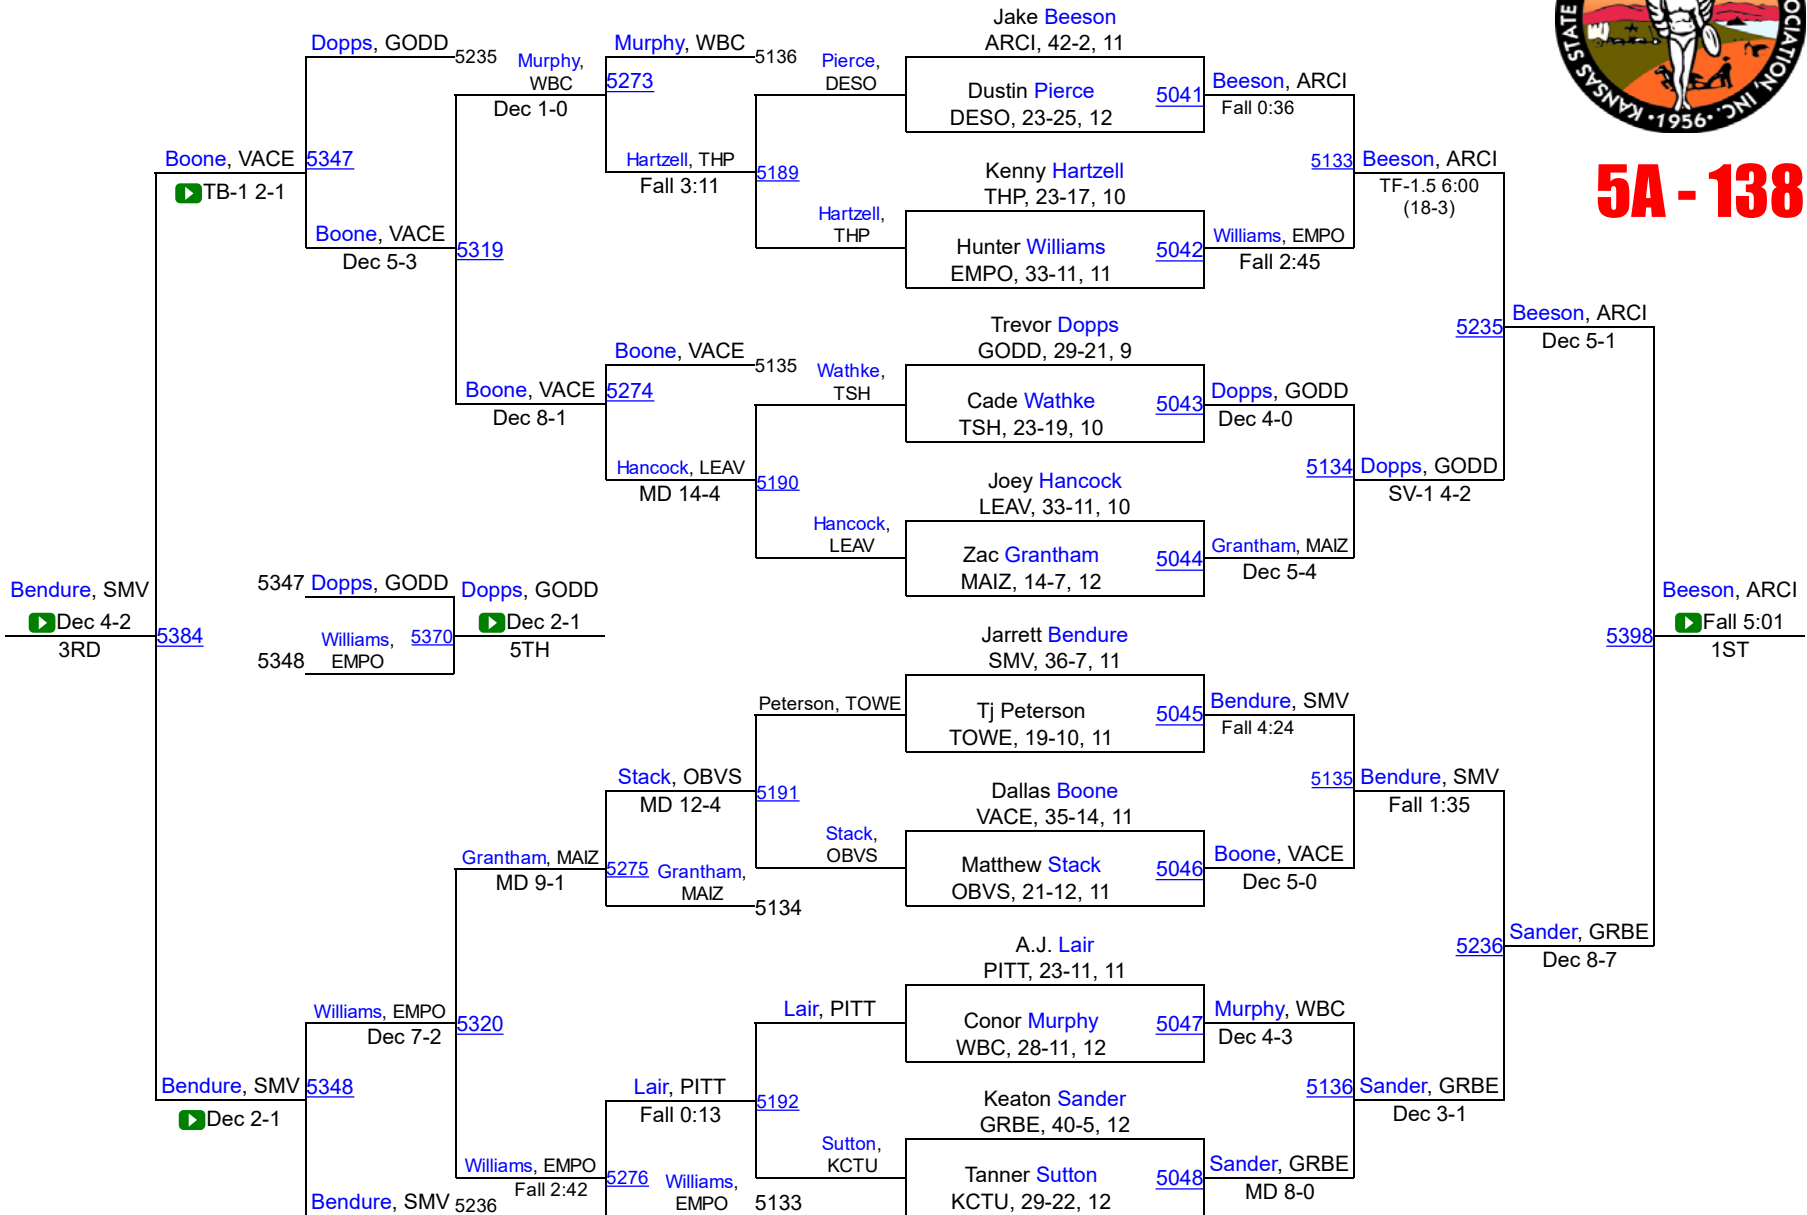 Jake Beeson
ARCI, 42-2, 11
KANSAS STATE
OCIATION, INC.
•1956•
5A - 138
Dopps, GODD
5235
Murphy,
WBC
Dec 1-0
Murphy, WBC
5136
5273
Pierce,
DESO
Dustin Pierce
DESO, 23-25, 12
5041
Beeson, ARCI
Fall 0:36
Boone, VACE
5347
TB-1 2-1
Hartzell, THP
Fall 3:11
5189
Kenny Hartzell
THP, 23-17, 10
5133
Beeson, ARCI
TF-1.5 6:00
(18-3)
Boone, VACE
Dec 5-3
5319
Hartzell,
THP
Hunter Williams
EMPO, 33-11, 11
5042
Williams, EMPO
Fall 2:45
Trevor Dopps
GODD, 29-21, 9
5235
Beeson, ARCI
Dec 5-1
Boone, VACE
5135
Boone, VACE
5274
Dec 8-1
Wathke,
TSH
Cade Wathke
TSH, 23-19, 10
5043
Dopps, GODD
Dec 4-0
Hancock, LEAV
MD 14-4
5190
Joey Hancock
LEAV, 33-11, 10
5134
Dopps, GODD
SV-1 4-2
Hancock,
LEAV
Zac Grantham
MAIZ, 14-7, 12
5044
Grantham, MAIZ
Dec 5-4
Bendure, SMV
Dec 4-2
3RD
5384
5347
Dopps, GODD
5348
Williams,
EMPO
5370
Dopps, GODD
Dec 2-1
5TH
Jarrett Bendure
SMV, 36-7, 11
5398
Beeson, ARCI
Fall 5:01
1ST
Peterson, TOWE
Tj Peterson
TOWE, 19-10, 11
5045
Bendure, SMV
Fall 4:24
Stack, OBVS
MD 12-4
5191
Dallas Boone
VACE, 35-14, 11
5135
Bendure, SMV
Fall 1:35
Grantham, MAIZ
MD 9-1
5275
Grantham,
MAIZ
5134
Stack,
OBVS
Matthew Stack
OBVS, 21-12, 11
5046
Boone, VACE
Dec 5-0
A.J. Lair
PITT, 23-11, 11
5236
Sander, GRBE
Dec 8-7
Williams, EMPO
Dec 7-2
5320
Lair, PITT
Conor Murphy
WBC, 28-11, 12
5047
Murphy, WBC
Dec 4-3
Bendure, SMV
5348
Dec 2-1
Lair, PITT
Fall 0:13
5192
Keaton Sander
GRBE, 40-5, 12
5136
Sander, GRBE
Dec 3-1
Williams, EMPO
Fall 2:42
5276
Williams,
EMPO
5133
Sutton,
KCTU
Tanner Sutton
KCTU, 29-22, 12
5048
Sander, GRBE
MD 8-0
Bendure, SMV
5236